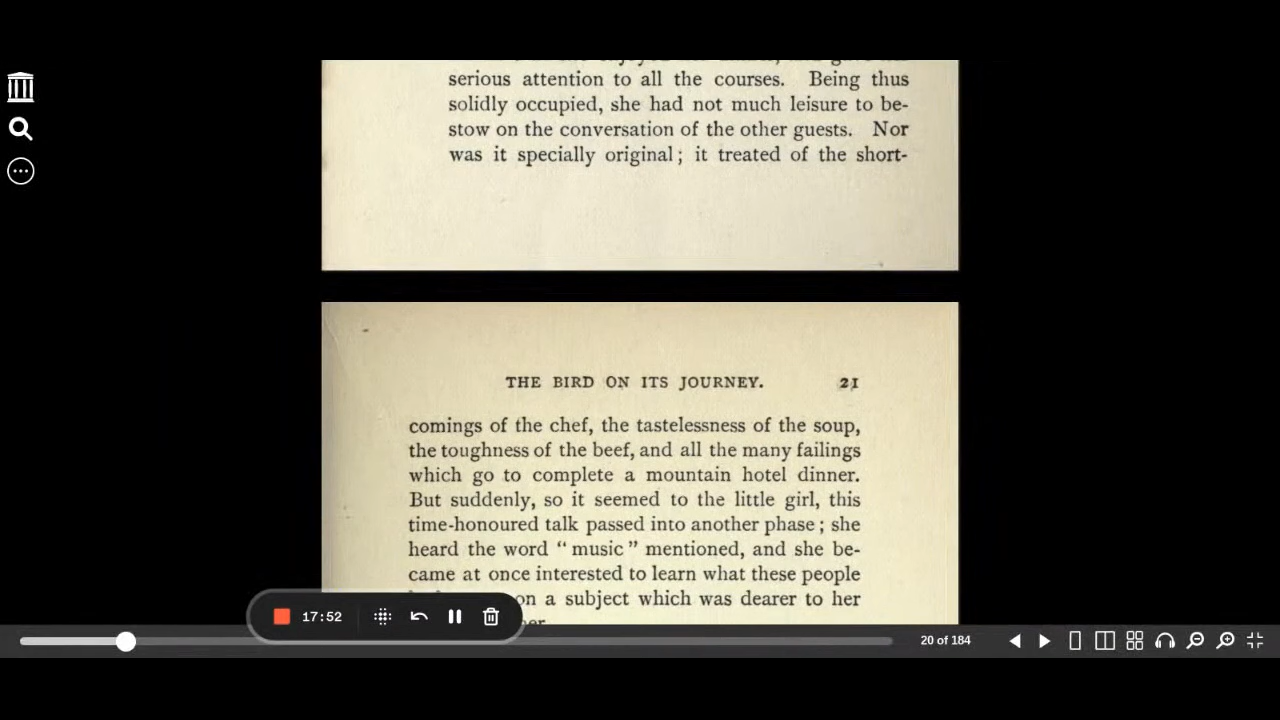 serious attention to all the courses. Being thus
solidly occupied, she had not much leisure to be-
stow on the conversation of the other guests. Nor
was it specially original; it treated of the short-
THE BIRD ON ITS JOURNEY. 21
comings of the chef, the tastelessness of the soup,
the toughness of the beef, and all the many failings
which go to complete a mountain hotel dinner.
But suddenly, so it seemed to the little girl, this
time-honoured talk passed into another phase; she
heard the word "music" mentioned, and she be-
came at once interested to learn what these people
on a subject which was dearer to her
17:52
20 of 184